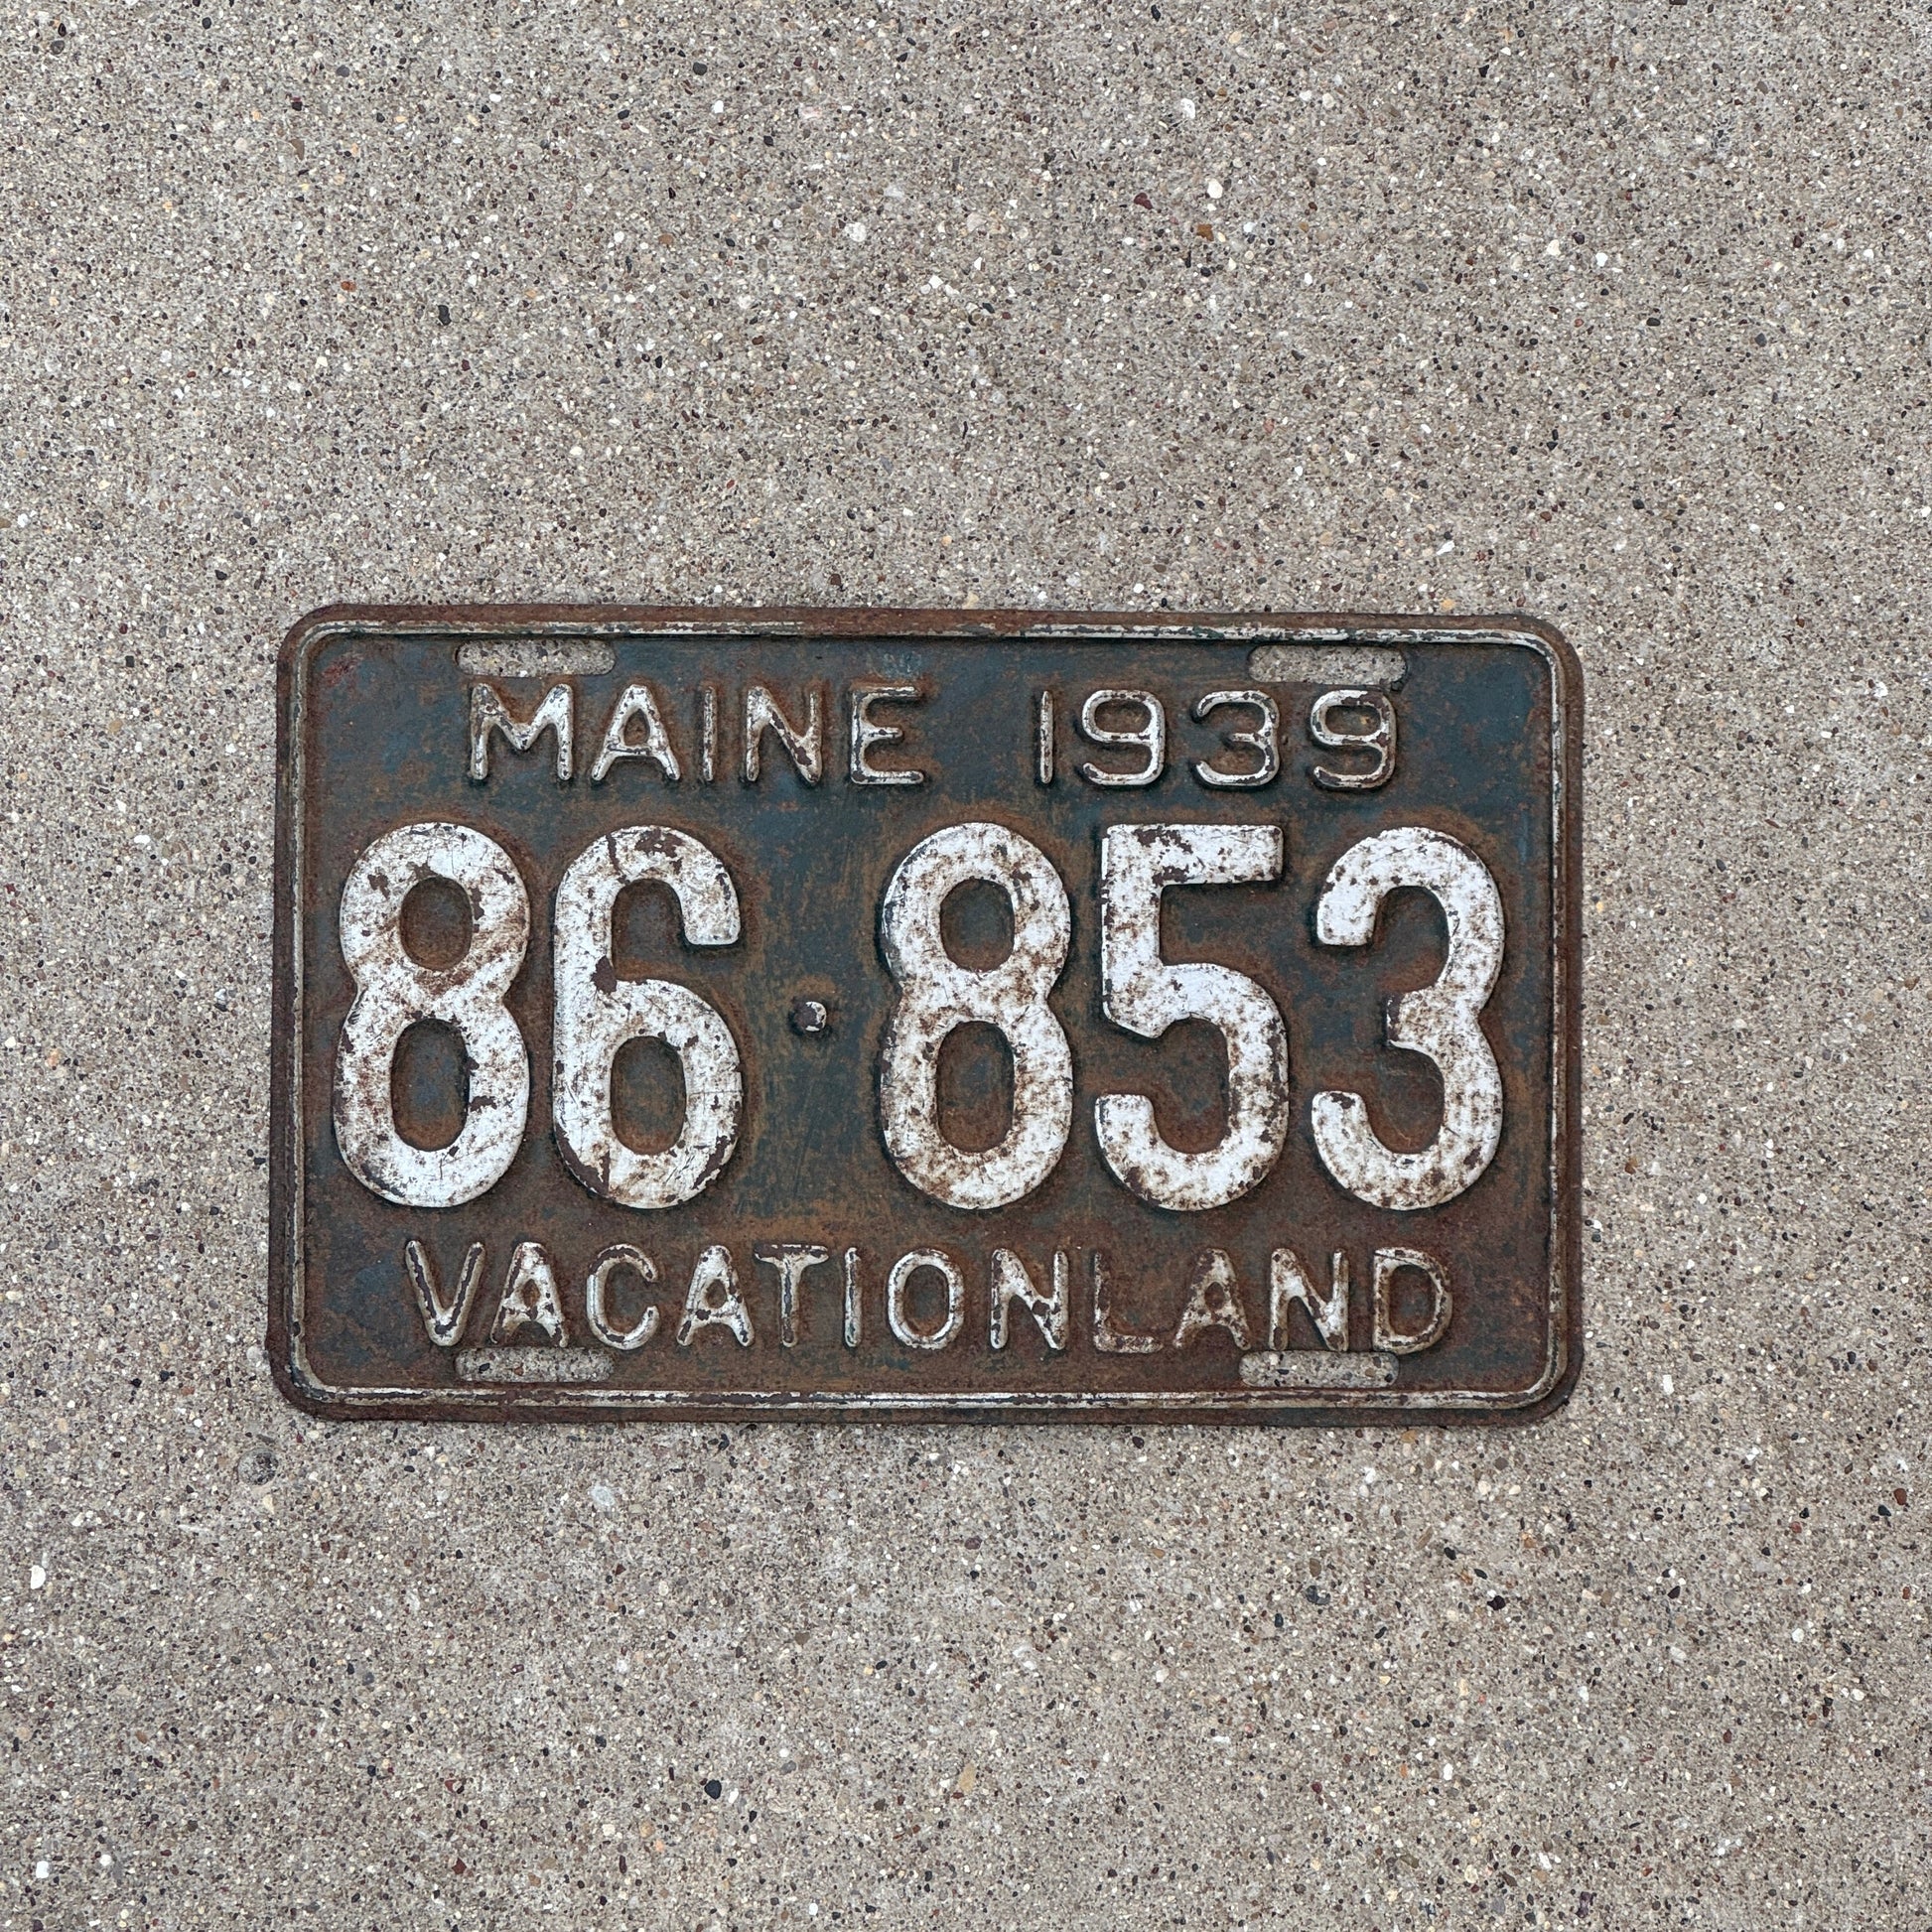 MAINE 1939
86·853
VACATIONLAND